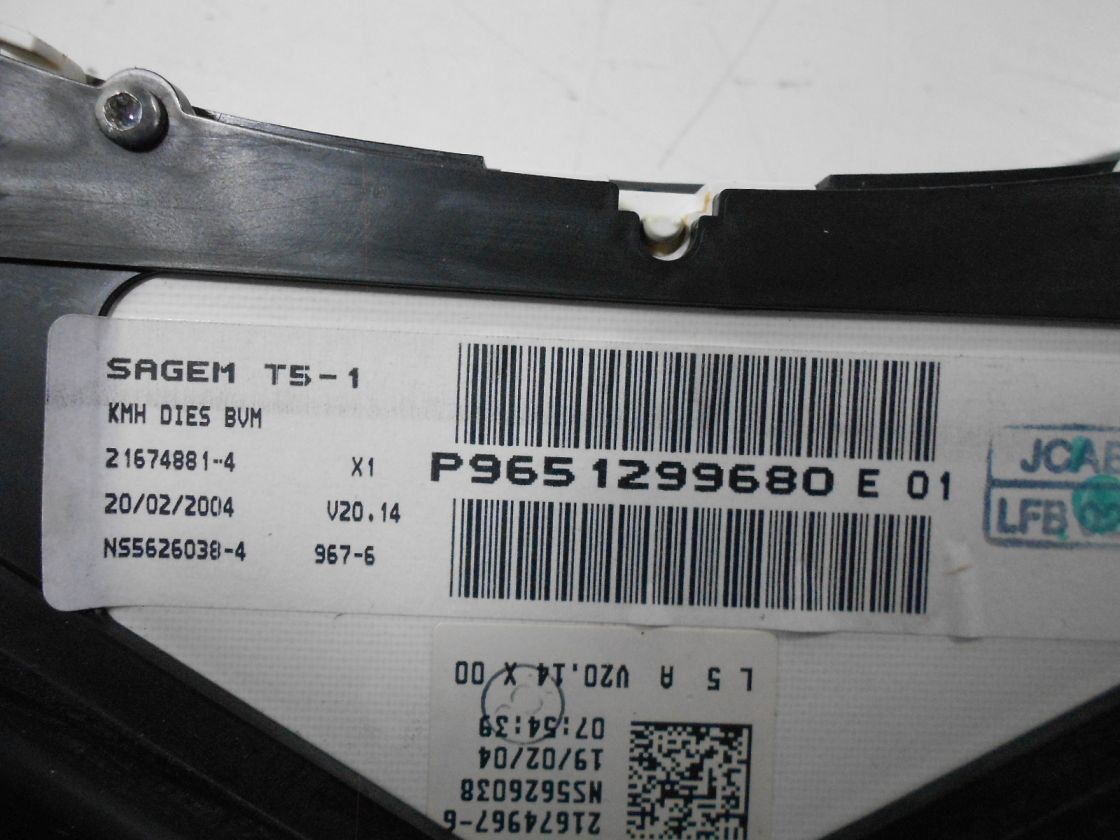 SAGEM T5-1
KMH DIES BVM
21674881-4 X1
20/02/2004 V20.14
NS5626038-4 967-6
P9651299680 E 01
JCAE
LFB
L 5 A V20.14 X 00
07:54:39
19/02/04
NS5626038
21674967-6